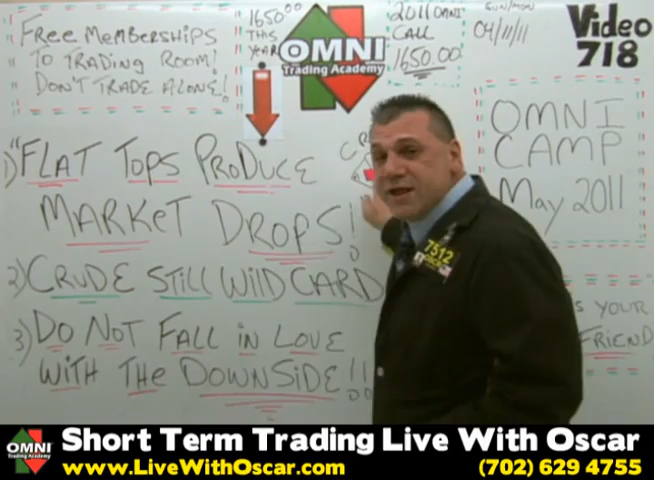 FREE MEMBERSHIPS
TO TRADING ROOM!
DON'T TRADE ALONE!
1650.00
THIS
YEAR
OMNI
Trading Academy
2011 OMNI
CALL
1650.00
SUN/MON
04/11/11
Video
718
1) "FLAT TOPS PRODUCE
MARKET DROPS!
2) CRUDE STILL WILD CARD
3) DO NOT FALL IN LOVE
WITH THE DOWNSIDE!!
OMNI
CAMP
May 2011
7512
OSCAR
YOUR
FRIEND
OMNI
Trading Academy
Short Term Trading Live With Oscar
www.LiveWithOscar.com
(702) 629 4755